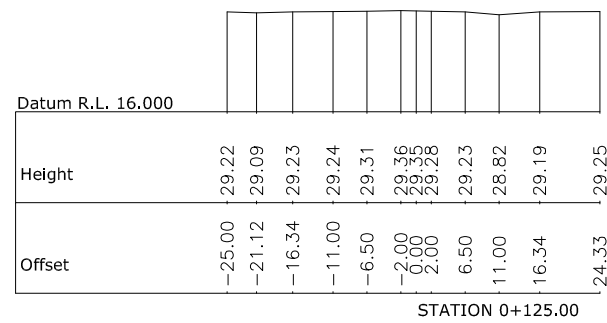 Datum R.L. 16.000
Height 29.22 29.09 29.23 29.24 29.31 29.36 29.35 29.28 29.23 28.82 29.19 29.25
Offset −25.00 −21.12 −16.34 −11.00 −6.50 −2.00 0.00 2.00 6.50 11.00 16.34 24.33
STATION 0+125.00